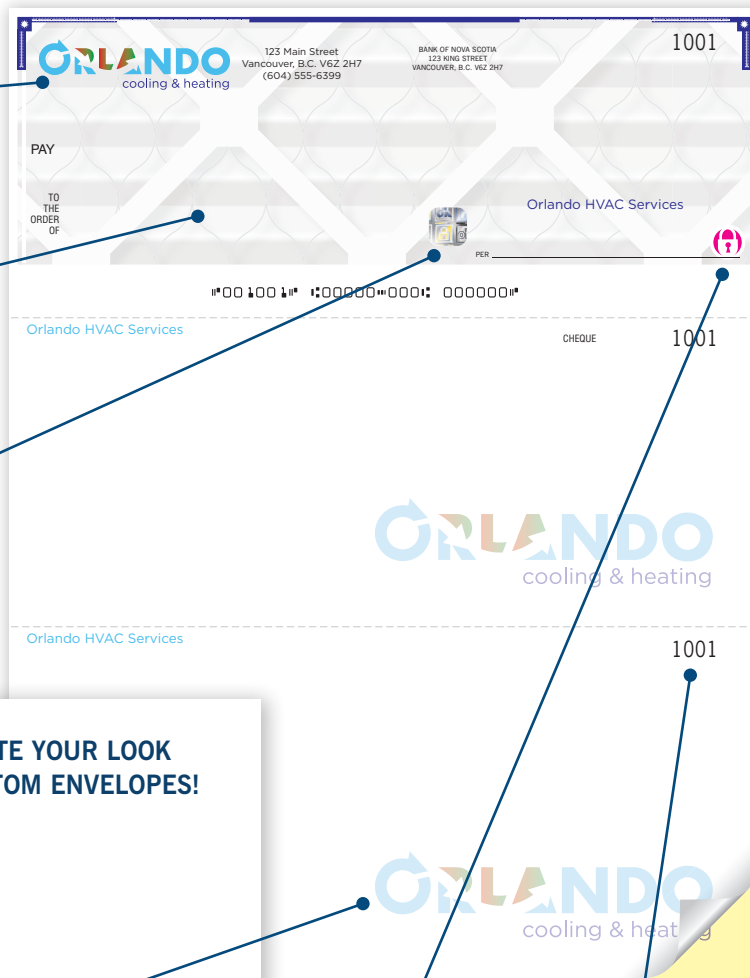 ORLANDO
cooling & heating
123 Main Street
Vancouver, B.C. V6Z 2H7
(604) 555-6399
BANK OF NOVA SCOTIA
123 KING STREET
VANCOUVER, B.C. V6Z 2H7
1001
PAY
TO
THE
ORDER
OF
Orlando HVAC Services
PER
⑈001001⑈ ⑆00000⑉000⑆ 000000⑈
Orlando HVAC Services
CHEQUE
1001
ORLANDO
cooling & heating
Orlando HVAC Services
1001
TE YOUR LOOK
TOM ENVELOPES!
ORLANDO
cooling & heat g